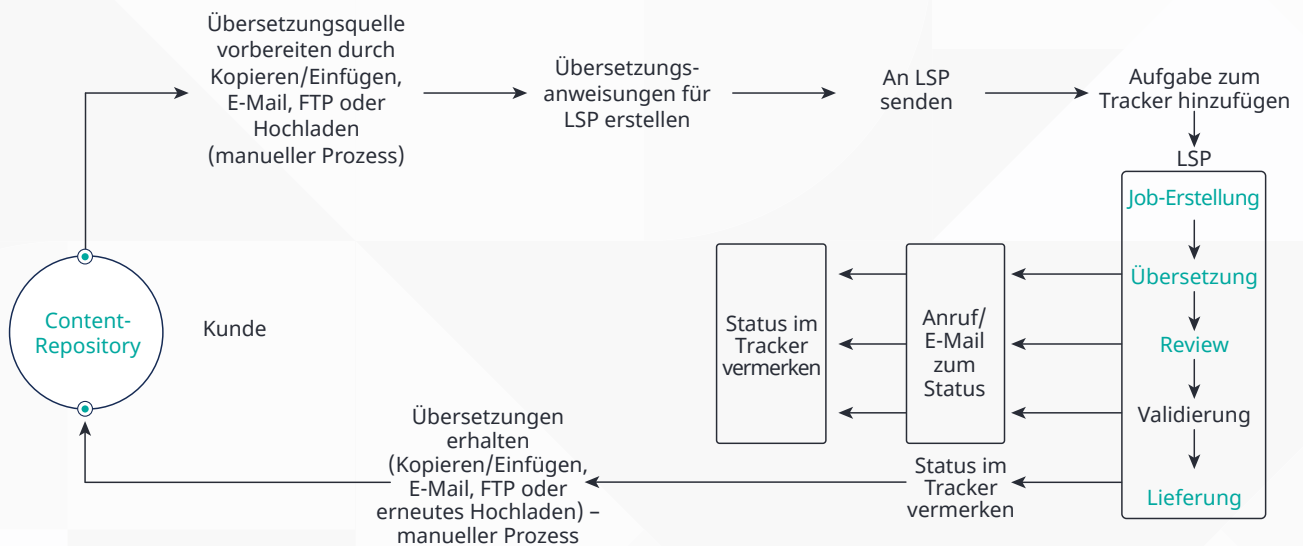 Übersetzungsquelle
vorbereiten durch
Kopieren/Einfügen,
E-Mail, FTP oder
Hochladen
(manueller Prozess)
Übersetzungs-
anweisungen für
LSP erstellen
An LSP
senden
Aufgabe zum
Tracker hinzufügen
LSP
Job-Erstellung
Übersetzung
Review
Validierung
Lieferung
Anruf/
E-Mail
zum
Status
Status im
Tracker
vermerken
Status im
Tracker
vermerken
Übersetzungen
erhalten
(Kopieren/Einfügen,
E-Mail, FTP oder
erneutes Hochladen) –
manueller Prozess
Content-
Repository
Kunde